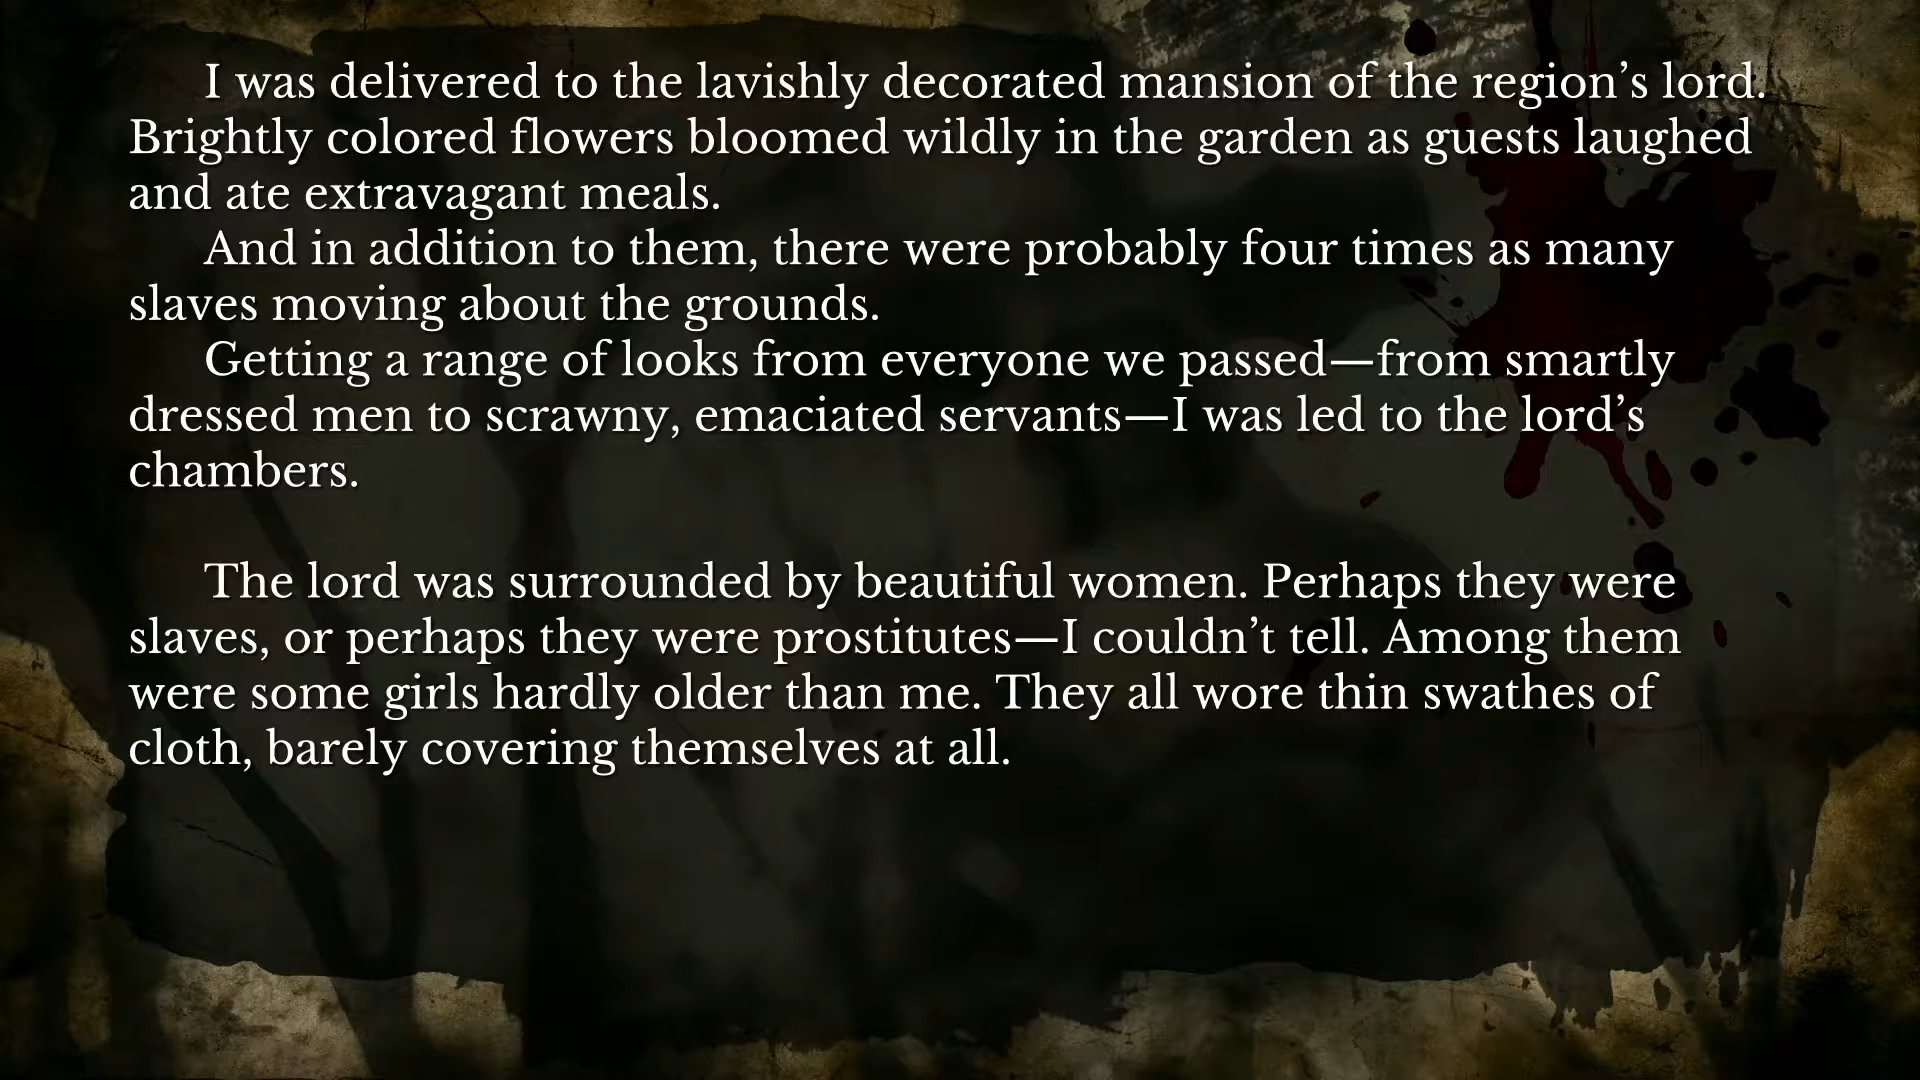 I was delivered to the lavishly decorated mansion of the region’s lord.
Brightly colored flowers bloomed wildly in the garden as guests laughed
and ate extravagant meals.
And in addition to them, there were probably four times as many
slaves moving about the grounds.
Getting a range of looks from everyone we passed—from smartly
dressed men to scrawny, emaciated servants—I was led to the lord’s
chambers.
The lord was surrounded by beautiful women. Perhaps they were
slaves, or perhaps they were prostitutes—I couldn’t tell. Among them
were some girls hardly older than me. They all wore thin swathes of
cloth, barely covering themselves at all.